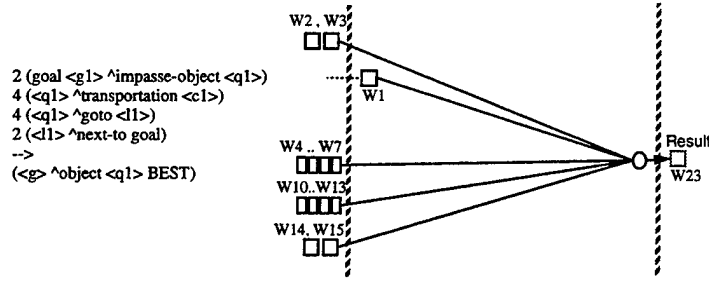 W2 , W3
2 (goal <g1> ^impasse-object <q1>)
4 (<q1> ^transportation <c1>)
W1
4 (<q1> ^goto <l1>)
2 (<l1> ^next-to goal)
-->
(<g> ^object <q1> BEST)
W4 .. W7
W10..W13
W14, W15
Result
W23